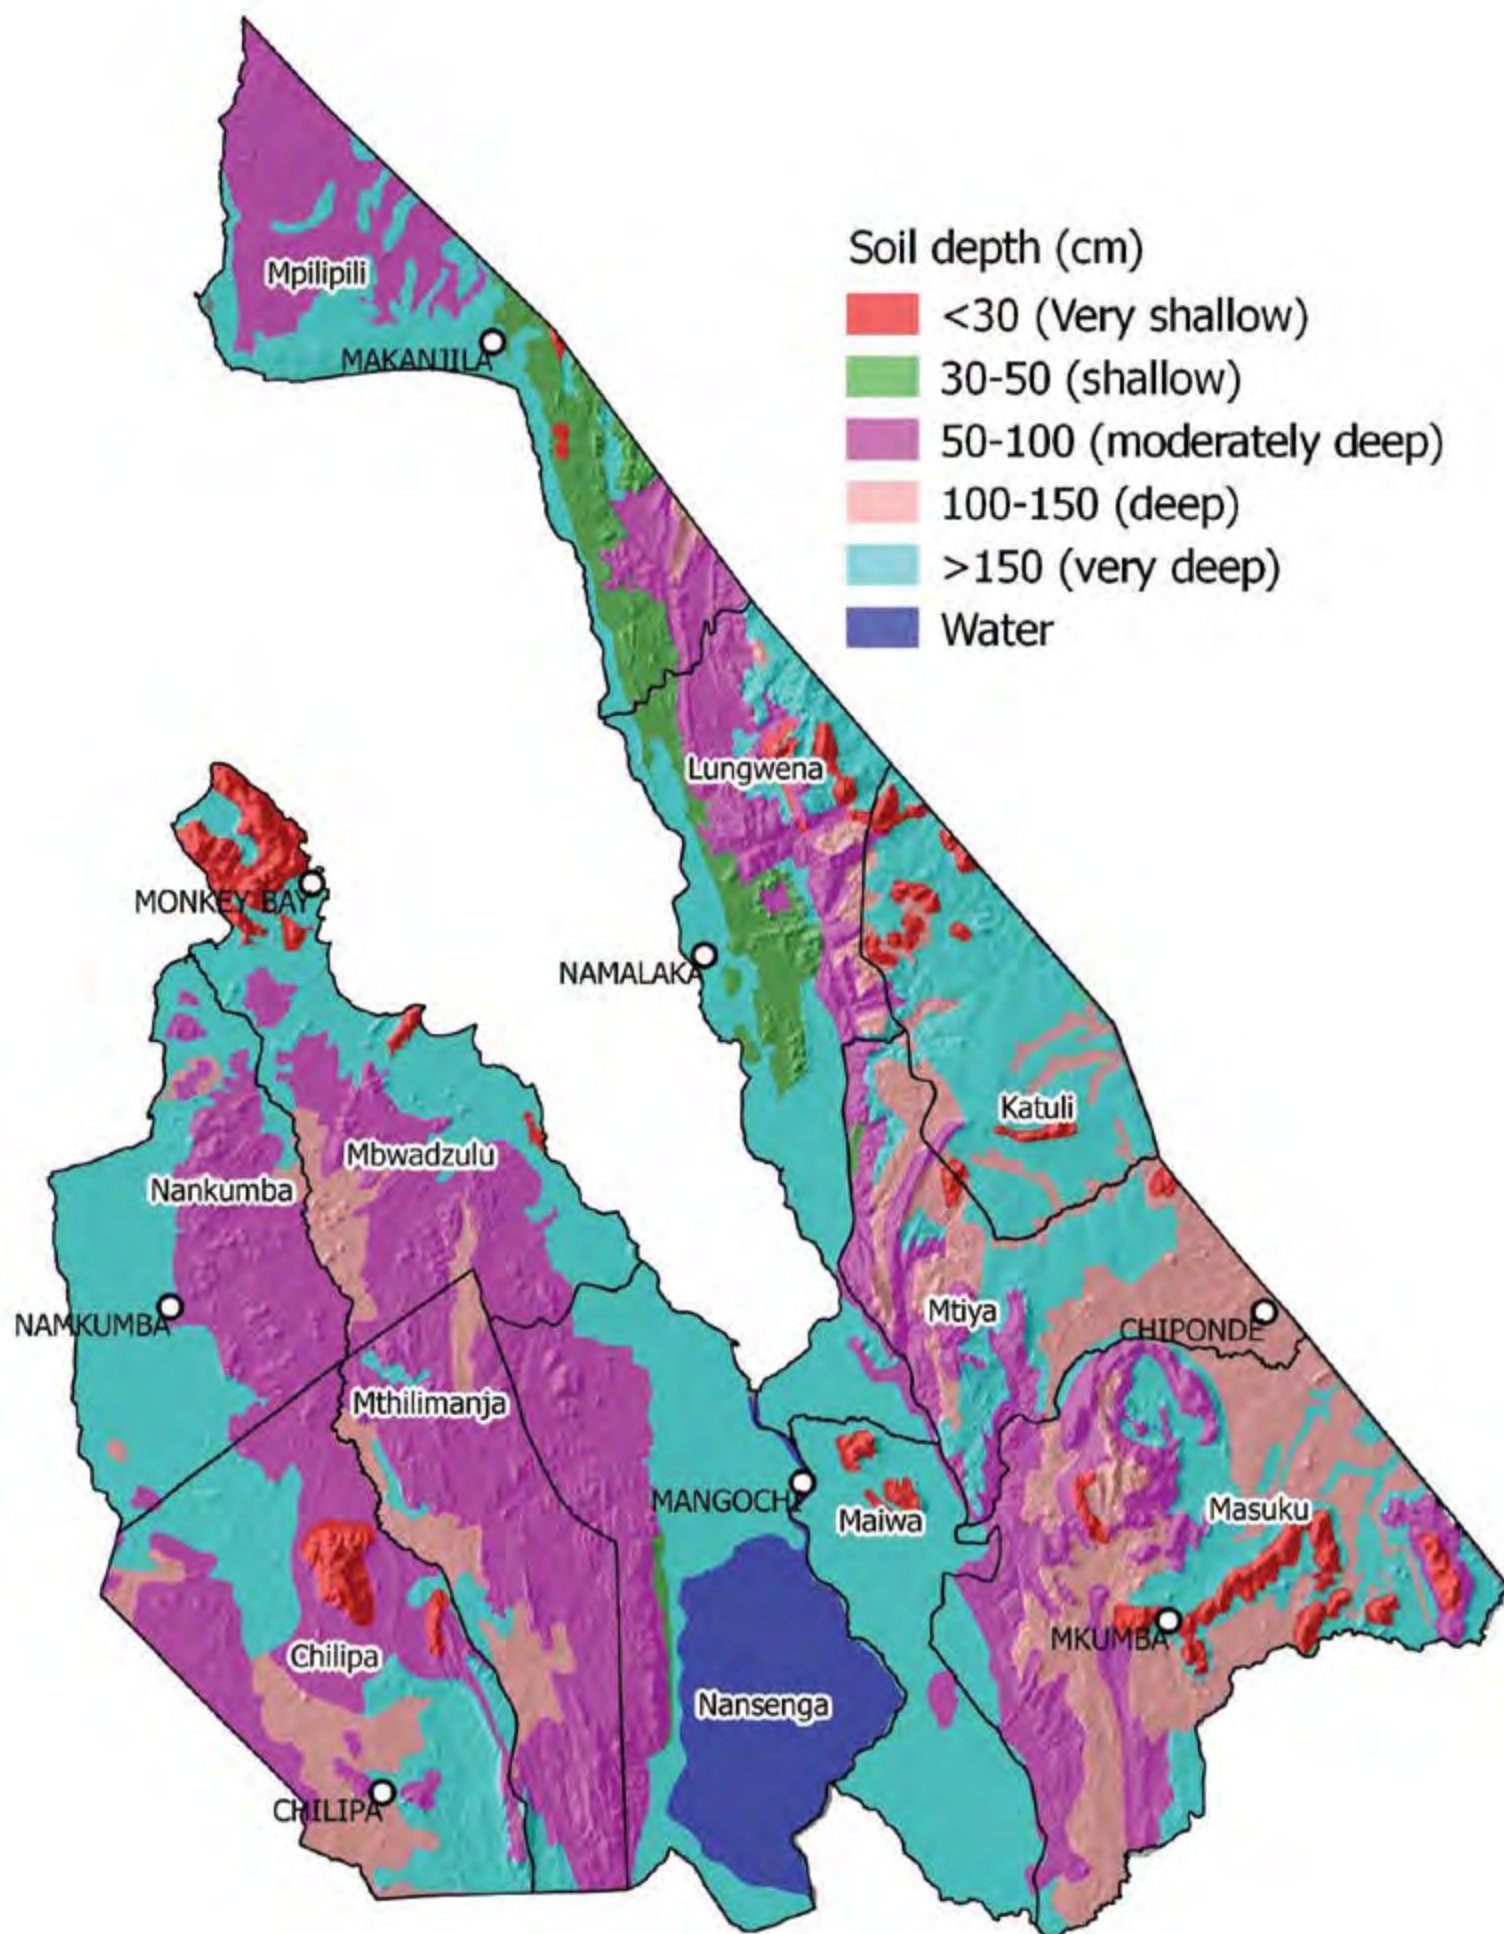 Soil depth (cm)
<30 (Very shallow)
30-50 (shallow)
50-100 (moderately deep)
100-150 (deep)
>150 (very deep)
Water
Mpilipili
MAKANJILA
Lungwena
MONKEY BAY
NAMALAKA
Katuli
Mbwadzulu
Nankumba
NAMKUMBA
Mtiya
CHIPONDE
Mthilimanja
MANGOCHI
Maiwa
Masuku
MKUMBA
Chilipa
Nansenga
CHILIPA